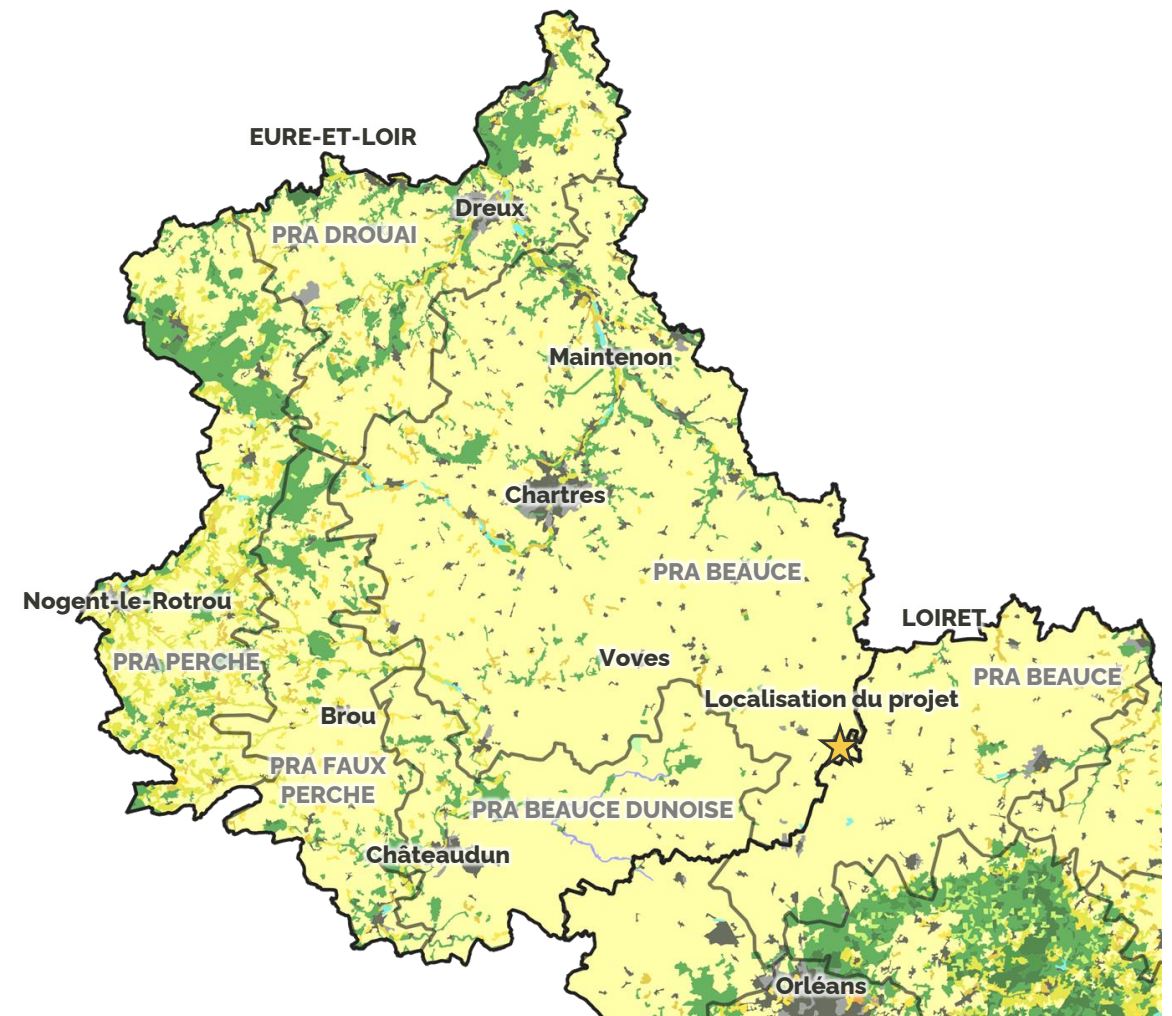 EURE-ET-LOIR
Dreux
PRA DROUAI
Maintenon
Chartres
PRA BEAUCE
Nogent-le-Rotrou
LOIRET
PRA PERCHE
Voves
PRA BEAUCE
Localisation du projet
Brou
PRA FAUX
PERCHE
PRA BEAUCE DUNOISE
Châteaudun
Orléans